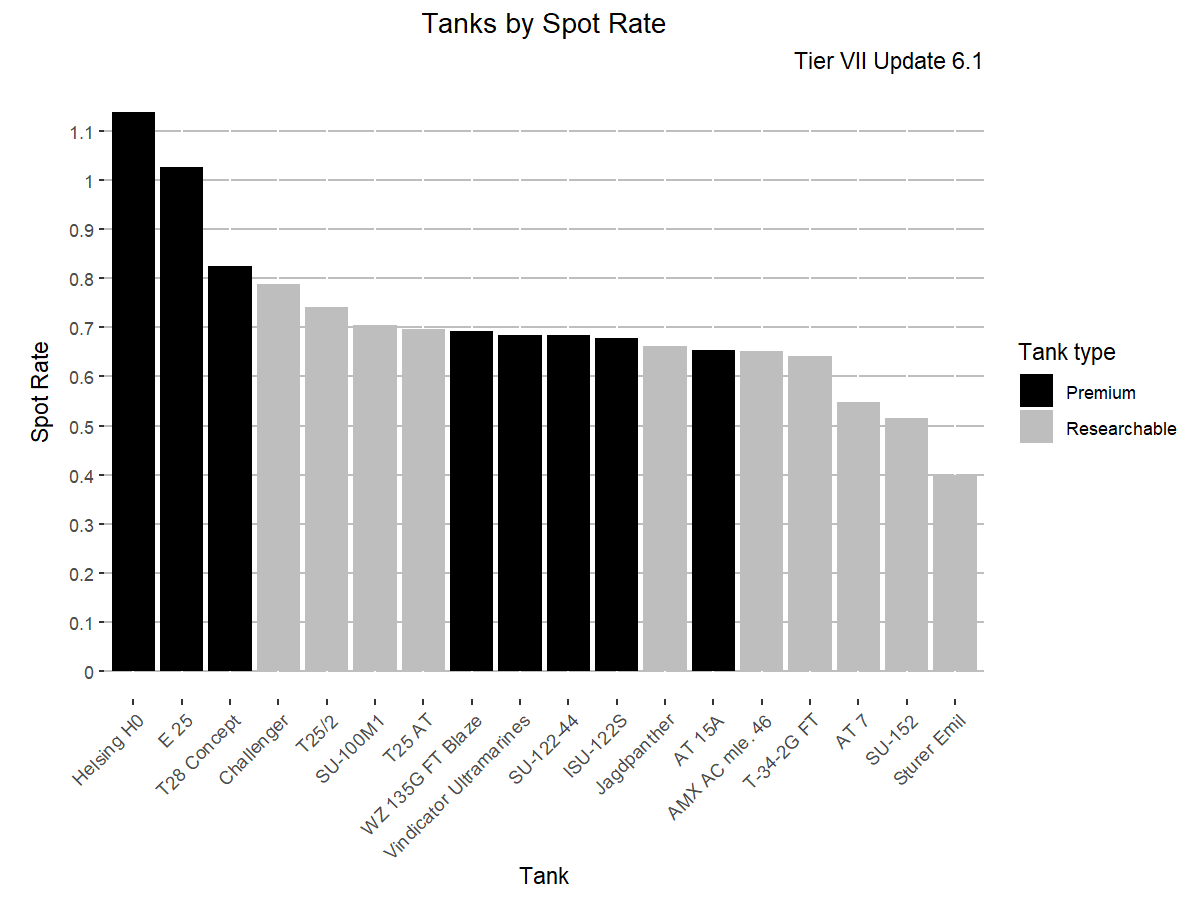 Tanks by Spot Rate
Tier VII Update 6.1
Spot Rate
1.1
1
0.9
0.8
0.7
0.6
0.5
0.4
0.3
0.2
0.1
0
Helsing H0
E 25
T28 Concept
Challenger
T25/2
SU-100M1
T25 AT
WZ 135G FT Blaze
Vindicator Ultramarines
SU-122-44
ISU-122S
Jagdpanther
AT 15A
AMX AC mle. 46
T-34-2G FT
AT 7
SU-152
Sturer Emil
Tank
Tank type
Premium
Researchable